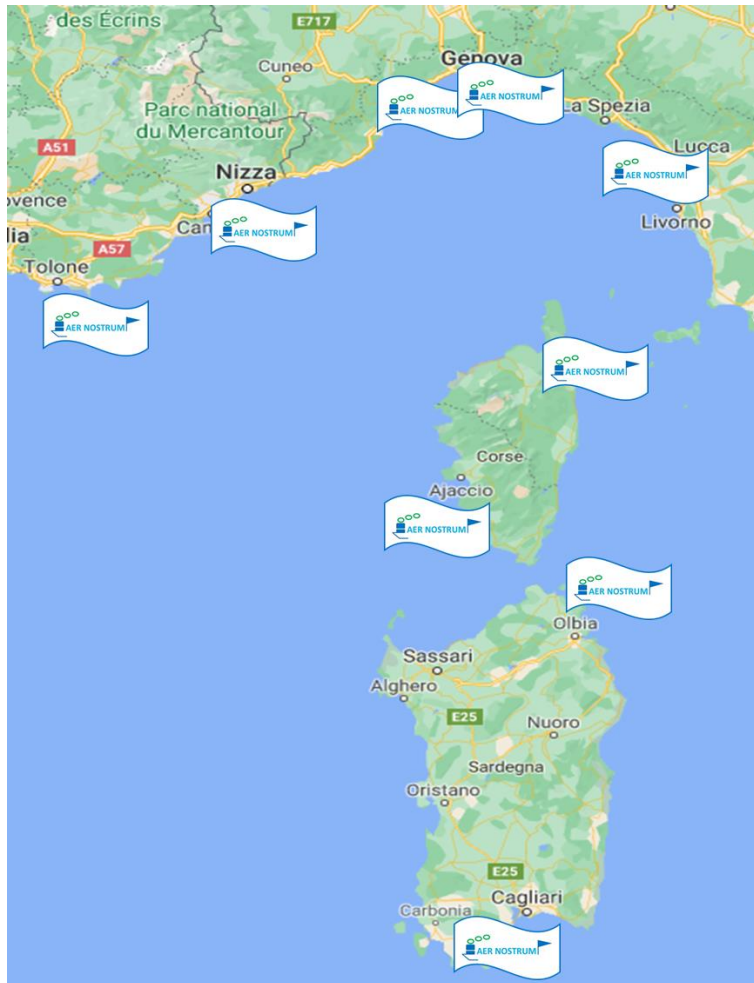 des Écrins
E717
Cuneo
Genova
AER NOSTRUM
AER NOSTRUM
La Spezia
Parc national
du Mercantour
A51
Lucca
Nizza
AER NOSTRUM
ovence
Can
AER NOSTRUM
Livorno
lia
A57
Tolone
AER NOSTRUM
AER NOSTRUM
Corse
Ajaccio
AER NOSTRUM
AER NOSTRUM
Olbia
Sassari
Alghero
E25
Nuoro
Sardegna
Oristano
E25
Cagliari
Carbonia
AER NOSTRUM